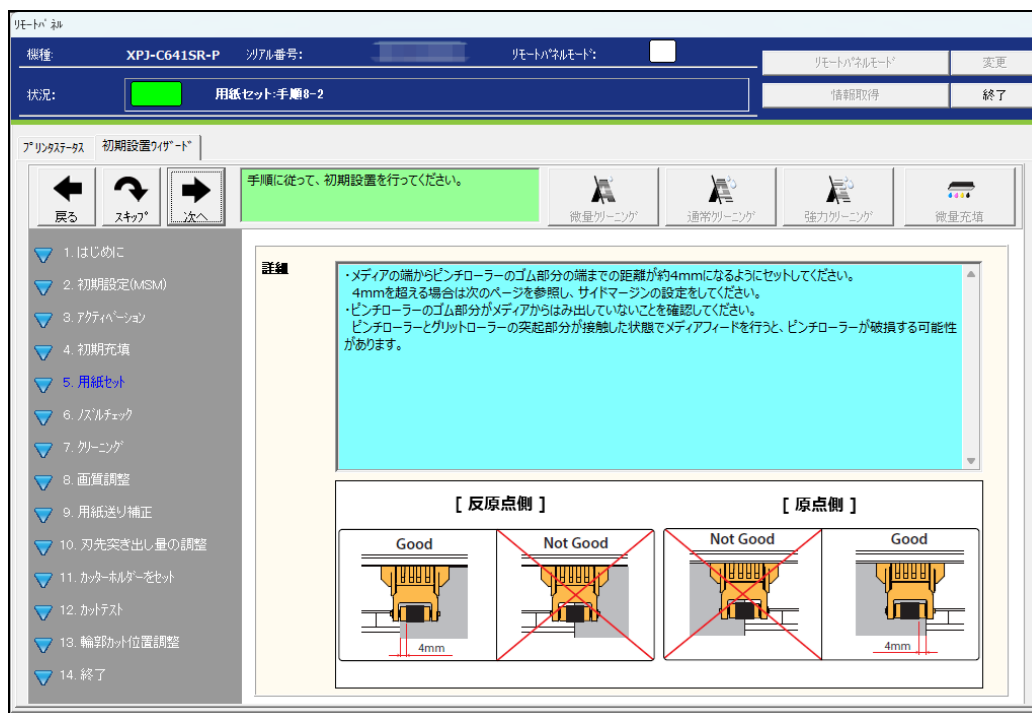 リモートパネル
機種:
XPJ-C641SR-P
シリアル番号:
リモートパネルモード:
リモートパネルモード
変更
状況:
用紙セット:手順8-2
情報取得
終了
プリンタステータス
初期設置ウィザード
戻る
スキップ
次へ
手順に従って、初期設置を行ってください。
微量クリーニング
通常クリーニング
強力クリーニング
微量充填
1. はじめに
2. 初期設定(MSM)
3. アクティベーション
4. 初期充填
5. 用紙セット
6. ノズルチェック
7. クリーニング
8. 画質調整
9. 用紙送り補正
10. 刃先突き出し量の調整
11. カッターホルダーをセット
12. カットテスト
13. 輪郭カット位置調整
14. 終了
詳細
・メディアの端からピンチローラーのゴム部分の端までの距離が約4mmになるようにセットしてください。
4mmを超える場合は次のページを参照し、サイドマージンの設定をしてください。
・ピンチローラーのゴム部分がメディアからはみ出していないことを確認してください。
ピンチローラーとグリットローラーの突起部分が接触した状態でメディアフィードを行うと、ピンチローラーが破損する可能性
があります。
[ 反原点側 ]
[ 原点側 ]
Good
Not Good
Not Good
Good
4mm
4mm